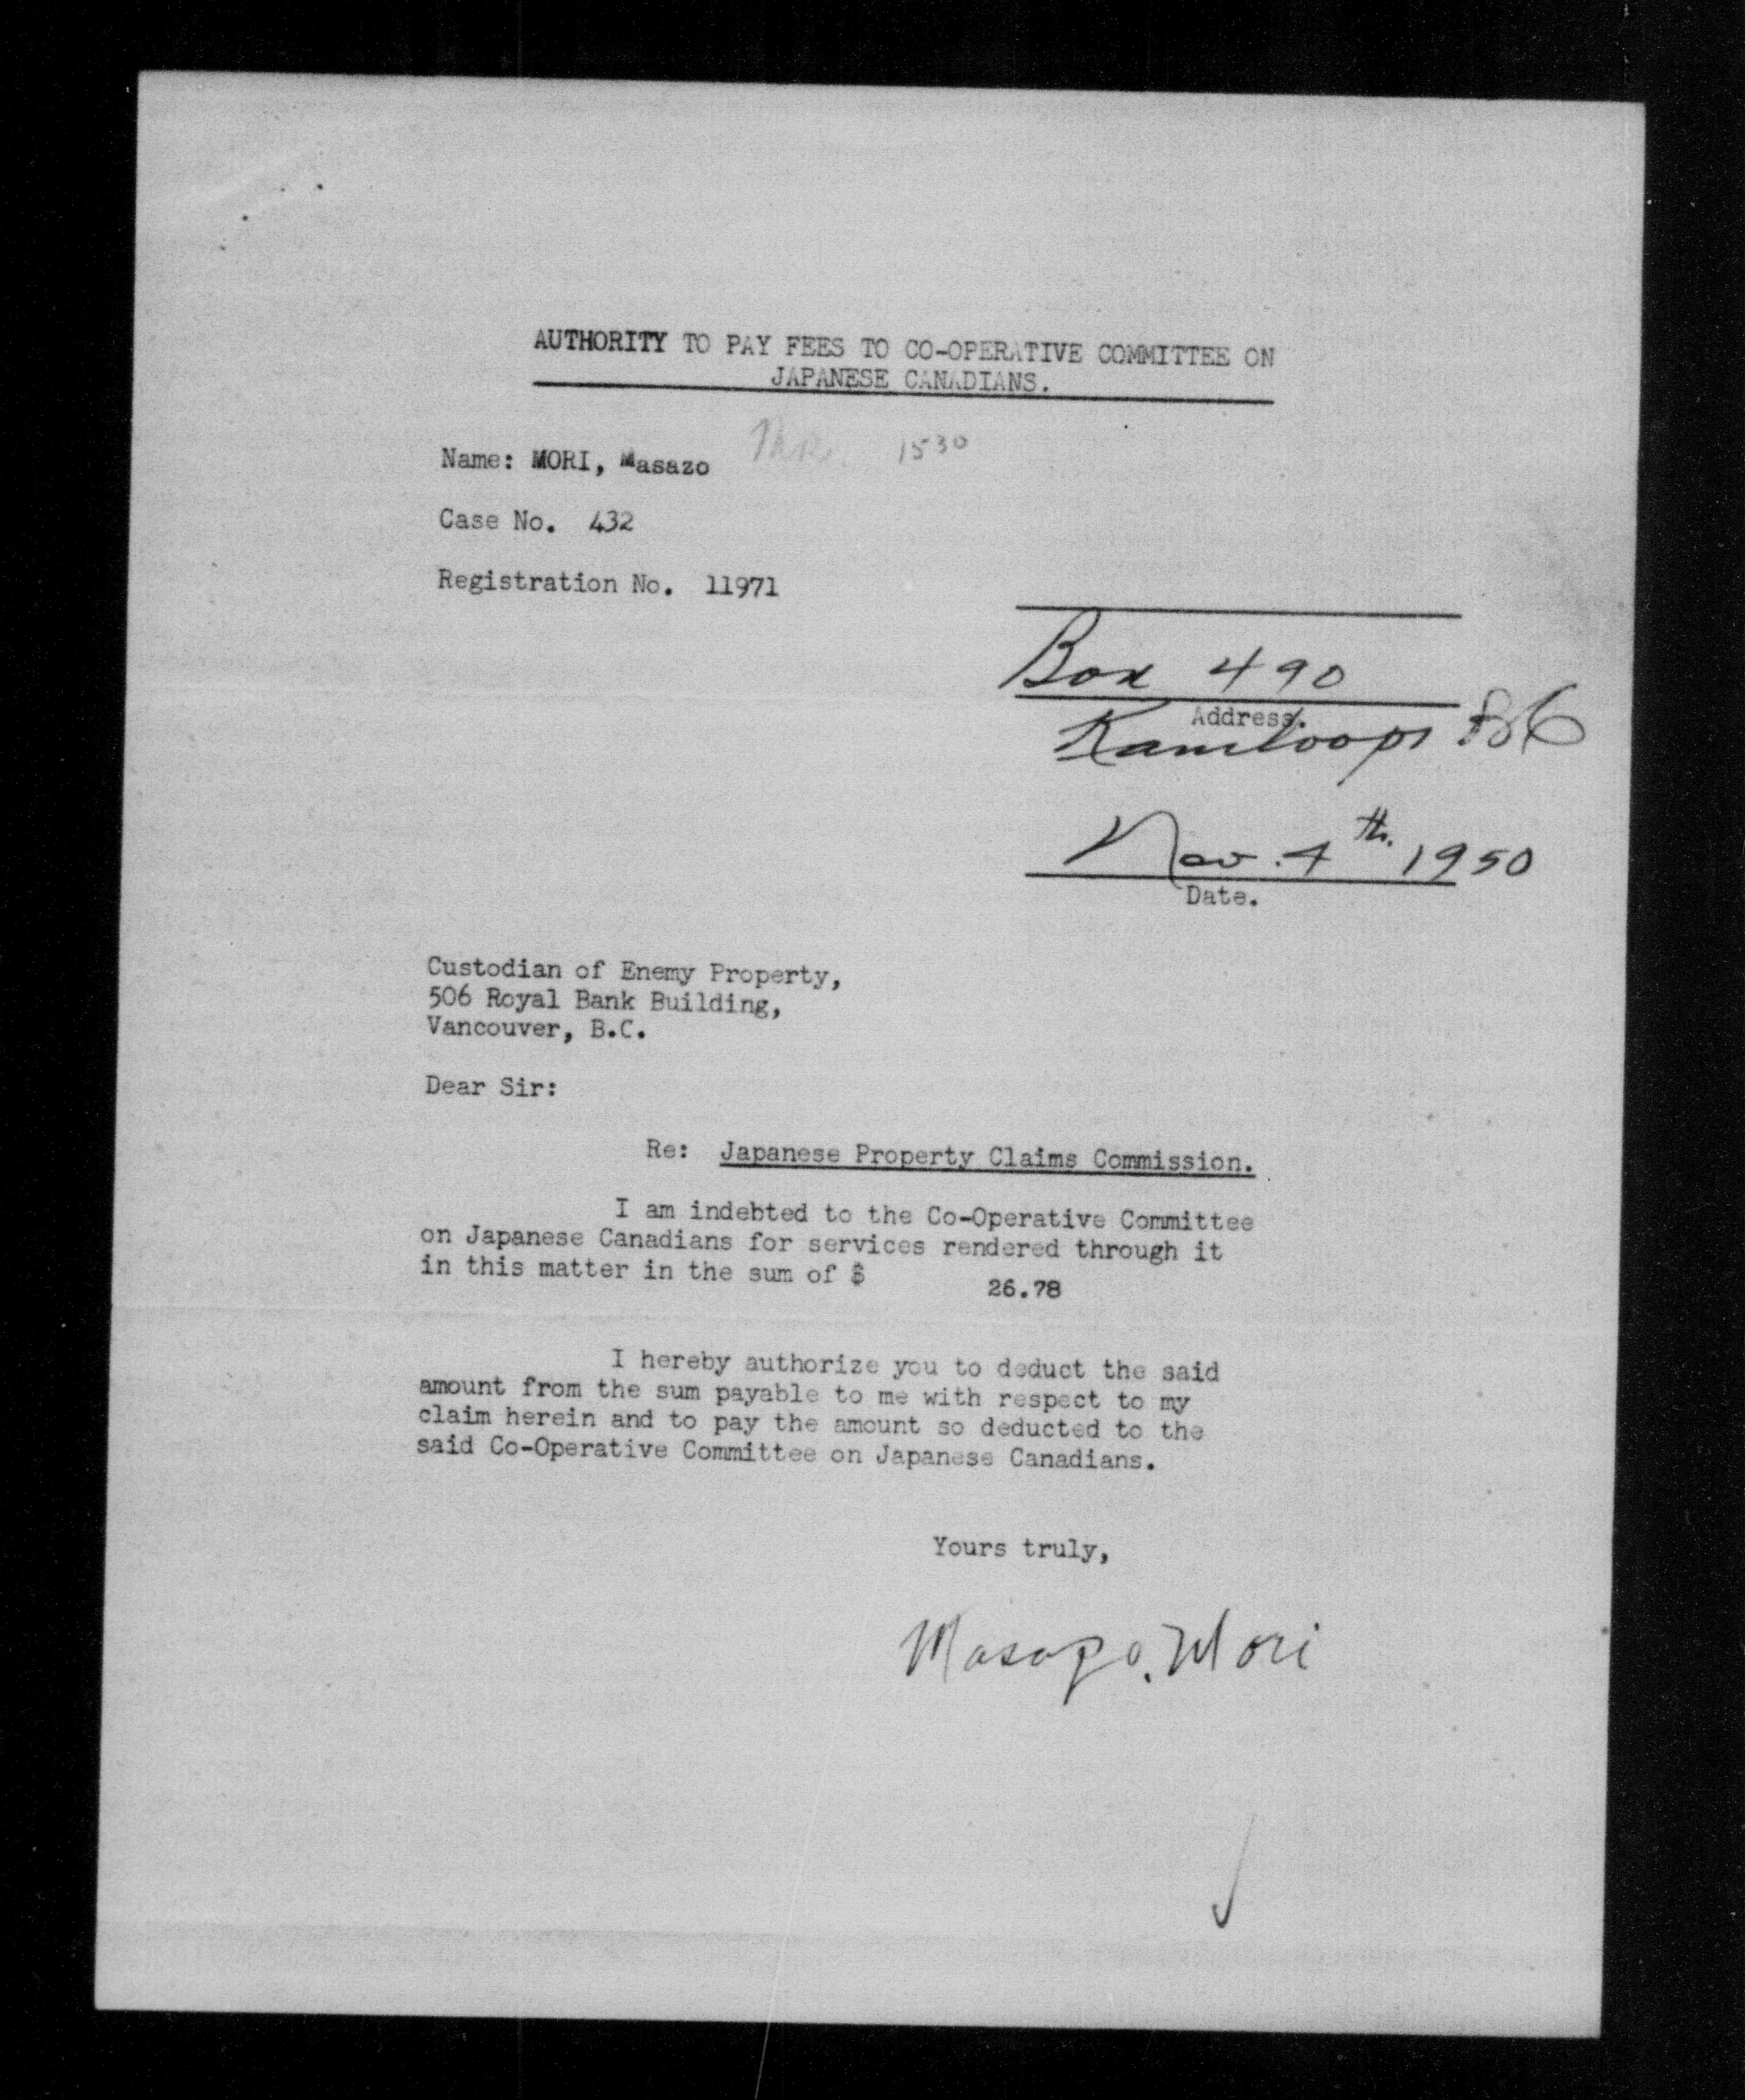 AUTHORITY TO PAY FEES TO CO-OPERATIVE COMMITTEE ON
JAPANESE CANADIANS.
1530
Name: MORI, Masazo
Case No. 432
Registration No. 11971
Box 490
Address.
Kamloops BC
Nov. 4th. 1950
Date.
Custodian of Enemy Property,
506 Royal Bank Building,
Vancouver, B.C.
Dear Sir:
Re: Japanese Property Claims Commission.
I am indebted to the Co-Operative Committee
on Japanese Canadians for services rendered through it
in this matter in the sum of $
26.78
I hereby authorize you to deduct the said
amount from the sum payable to me with respect to my
claim herein and to pay the amount so deducted to the
said Co-Operative Committee on Japanese Canadians.
Yours truly,
Masazo. Mori